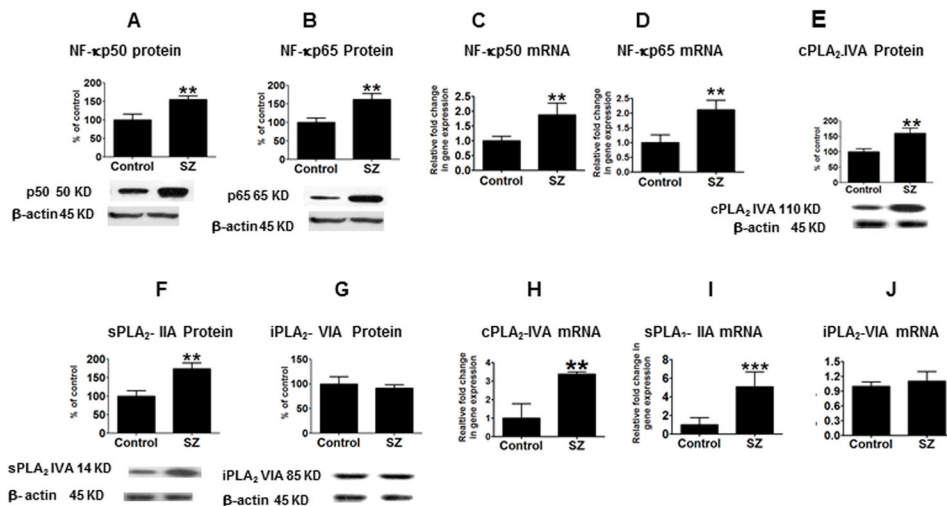 A
B
C
D
E
NF-κp50 protein
NF-κp65 Protein
NF-κp50 mRNA
NF-κp65 mRNA
cPLA₂.IVA Protein
% of control
200
150
100
50
0
**
Control SZ
% of control
200
150
100
50
0
**
Control SZ
Relative fold change
in gene expression
2.5
2.0
1.5
1.0
0.5
0.0
**
Control SZ
Relative fold change
in gene expression
2.5
2.0
1.5
1.0
0.5
0.0
**
Control SZ
% of control
200
150
100
50
0
**
Control SZ
p50 50 KD
β-actin 45 KD
p65 65 KD
β-actin 45 KD
cPLA₂ IVA 110 KD
β-actin 45 KD
F
G
H
I
J
sPLA₂- IIA Protein
iPLA₂- VIA Protein
cPLA₂-IVA mRNA
sPLA₂- IIA mRNA
iPLA₂-VIA mRNA
% of control
200
150
100
50
0
**
Control SZ
% of control
200
150
100
50
0
Control SZ
Relative fold change
in gene expression
4
3
2
1
0
**
Control SZ
Relative fold change in
gene expression
8
6
4
2
0
***
Control SZ
1.5
1.2
0.9
0.6
0.3
0.0
Control SZ
sPLA₂ IVA 14 KD
β- actin 45 KD
iPLA₂ VIA 85 KD
β- actin 45 KD